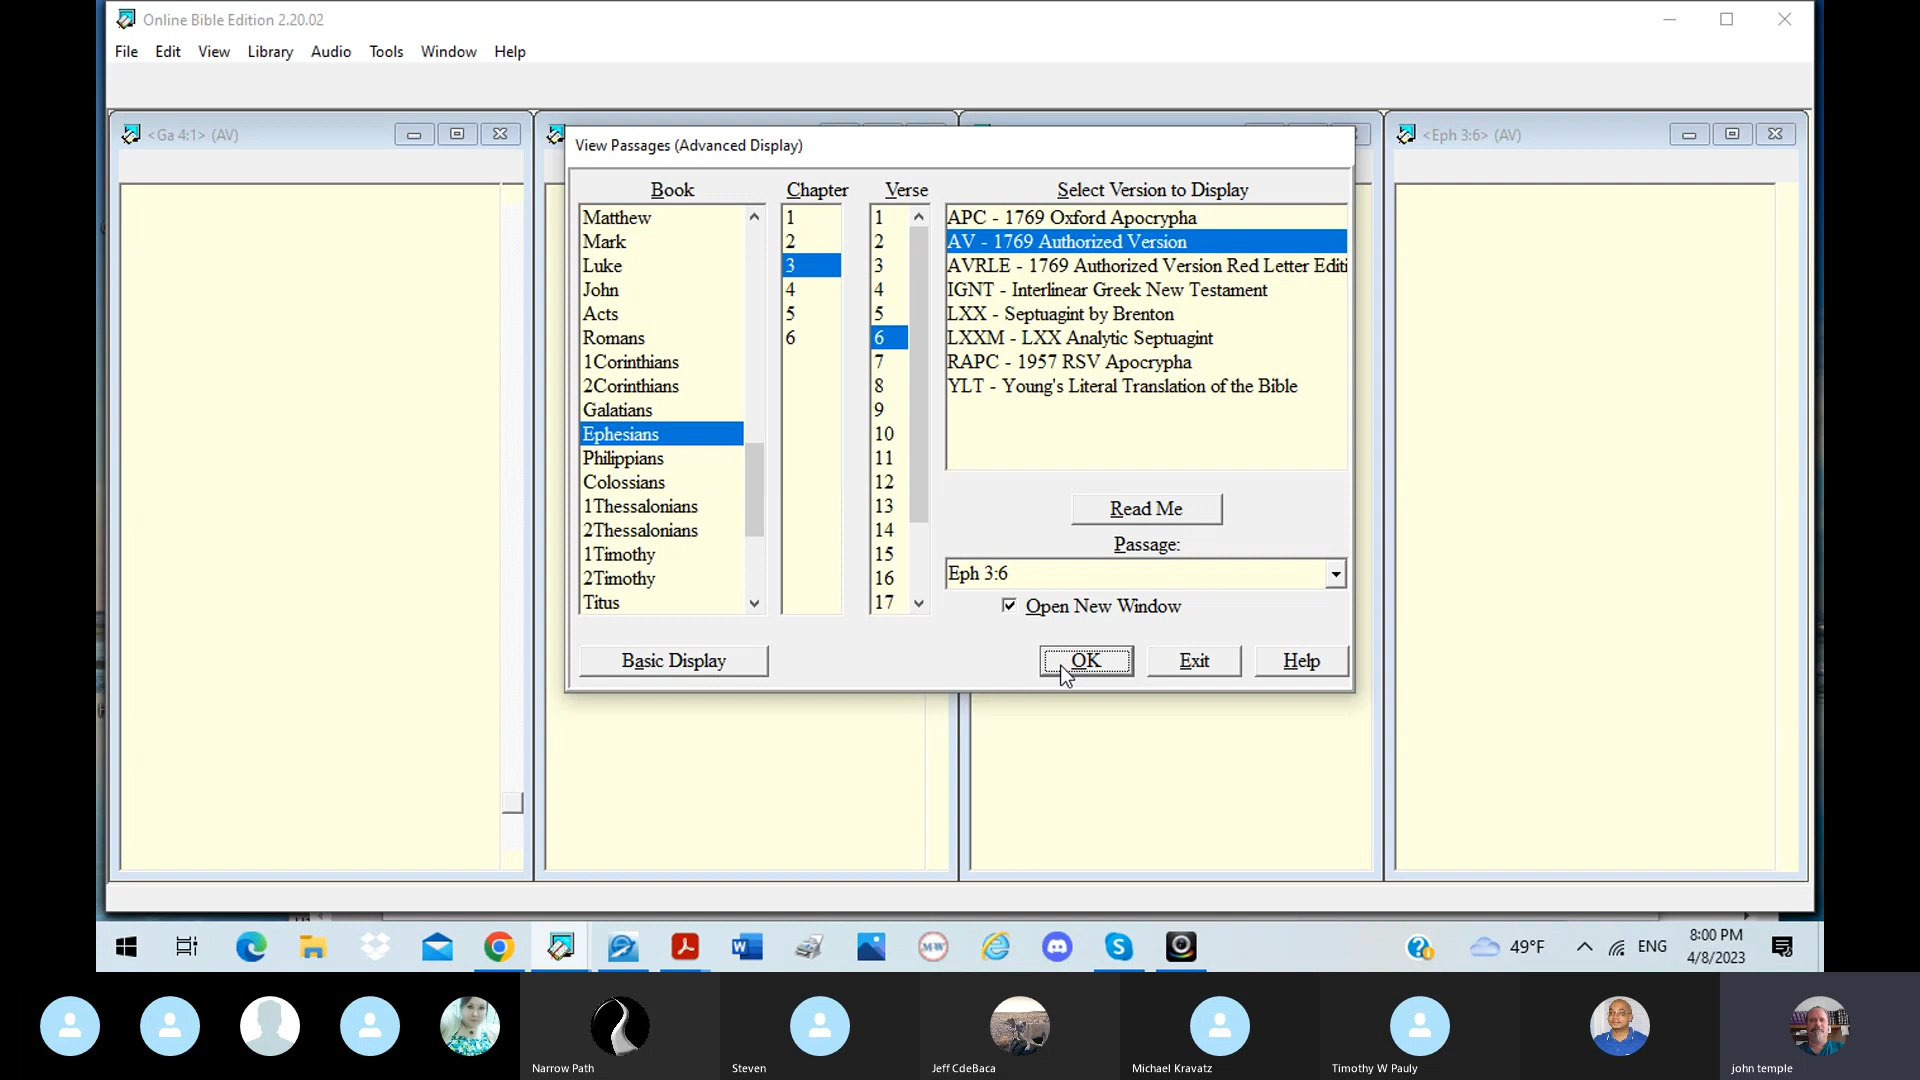 Online Bible Edition 2.20.02
File Edit View Library Audio Tools Window Help
<Ga 4:1> (AV)
<Eph 3:6> (AV)
View Passages (Advanced Display)
Book Chapter Verse Select Version to Display
Matthew
Mark
Luke
John
Acts
Romans
1Corinthians
2Corinthians
Galatians
Ephesians
Philippians
Colossians
1Thessalonians
2Thessalonians
1Timothy
2Timothy
Titus
1
2
3
4
5
6
1
2
3
4
5
6
7
8
9
10
11
12
13
14
15
16
17
APC - 1769 Oxford Apocrypha
AV - 1769 Authorized Version
AVRLE - 1769 Authorized Version Red Letter Editi
IGNT - Interlinear Greek New Testament
LXX - Septuagint by Brenton
LXXM - LXX Analytic Septuagint
RAPC - 1957 RSV Apocrypha
YLT - Young's Literal Translation of the Bible
Read Me
Passage:
Eph 3:6
Open New Window
Basic Display OK Exit Help
49°F ENG 8:00 PM
4/8/2023
Narrow Path Steven Jeff CdeBaca Michael Kravatz Timothy W Pauly john temple